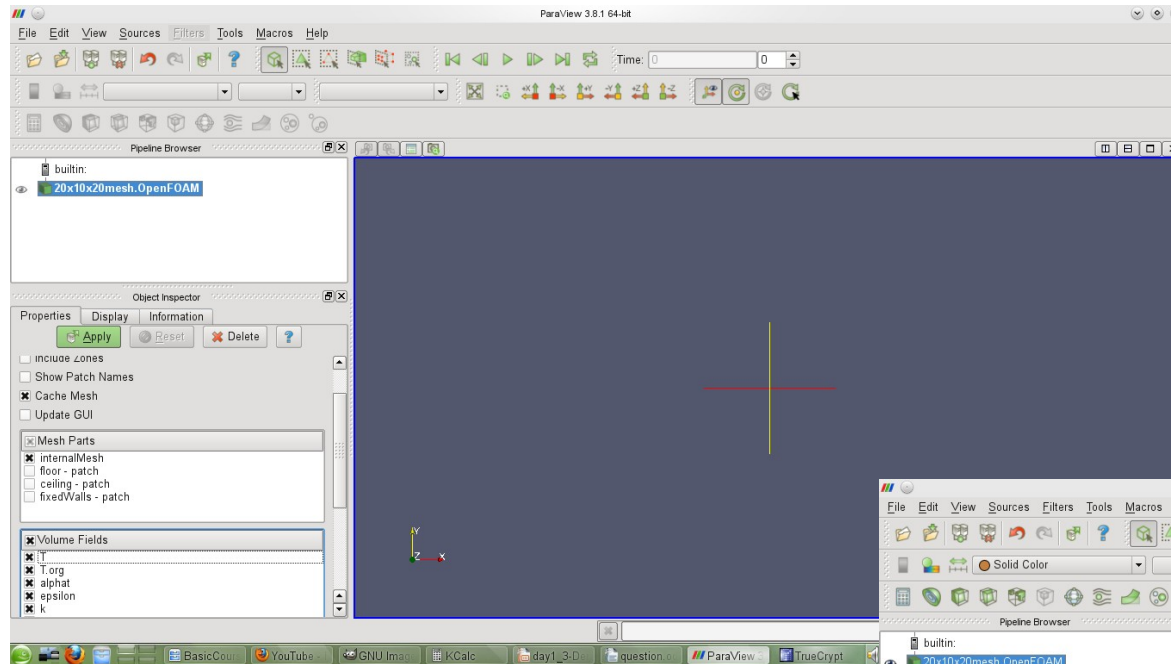 ParaView 3.8.1 64-bit
File Edit View Sources Filters Tools Macros Help
Time: 0 0
Pipeline Browser
builtin:
20x10x20mesh.OpenFOAM
Object Inspector
Properties Display Information
Apply Reset Delete ?
Include Zones
Show Patch Names
Cache Mesh
Update GUI
Mesh Parts
internalMesh
floor - patch
ceiling - patch
fixedWalls - patch
Volume Fields
T
T.org
alphat
epsilon
k
Y
Z X
File Edit View Sources Filters Tools Macros
Solid Color
Pipeline Browser
builtin:
20x10x20mesh.OpenFOAM
BasicCour YouTube - GNU Imag KCalc day1_3-De question.o ParaView 3 TrueCrypt